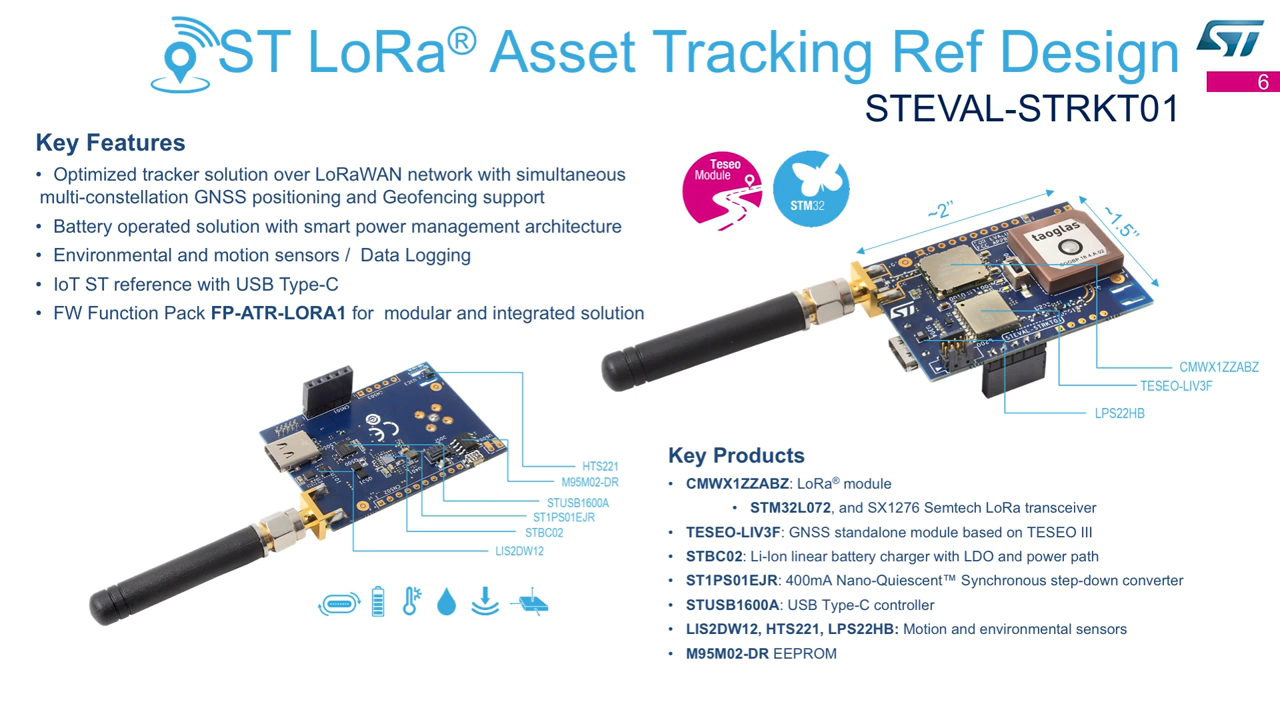 ST LoRa® Asset Tracking Ref Design
STEVAL-STRKT01
ST
6
Key Features
• Optimized tracker solution over LoRaWAN network with simultaneous
multi-constellation GNSS positioning and Geofencing support
• Battery operated solution with smart power management architecture
• Environmental and motion sensors / Data Logging
• IoT ST reference with USB Type-C
• FW Function Pack FP-ATR-LORA1 for modular and integrated solution
Teseo
Module
STM32
~2”
~1.5”
taoglas
ST
STEVAL-STRKT01
CMWX1ZZABZ
TESEO-LIV3F
LPS22HB
CE
HTS221
M95M02-DR
STUSB1600A
ST1PS01EJR
STBC02
LIS2DW12
Key Products
• CMWX1ZZABZ: LoRa® module
• STM32L072, and SX1276 Semtech LoRa transceiver
• TESEO-LIV3F: GNSS standalone module based on TESEO III
• STBC02: Li-Ion linear battery charger with LDO and power path
• ST1PS01EJR: 400mA Nano-Quiescent™ Synchronous step-down converter
• STUSB1600A: USB Type-C controller
• LIS2DW12, HTS221, LPS22HB: Motion and environmental sensors
• M95M02-DR EEPROM